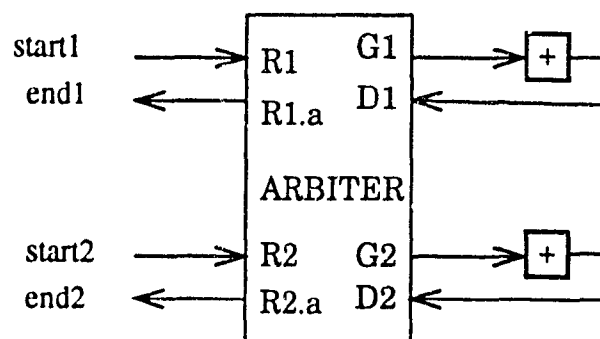 start1 R1 G1 +
end1 R1.a D1
ARBITER
start2 R2 G2 +
end2 R2.a D2